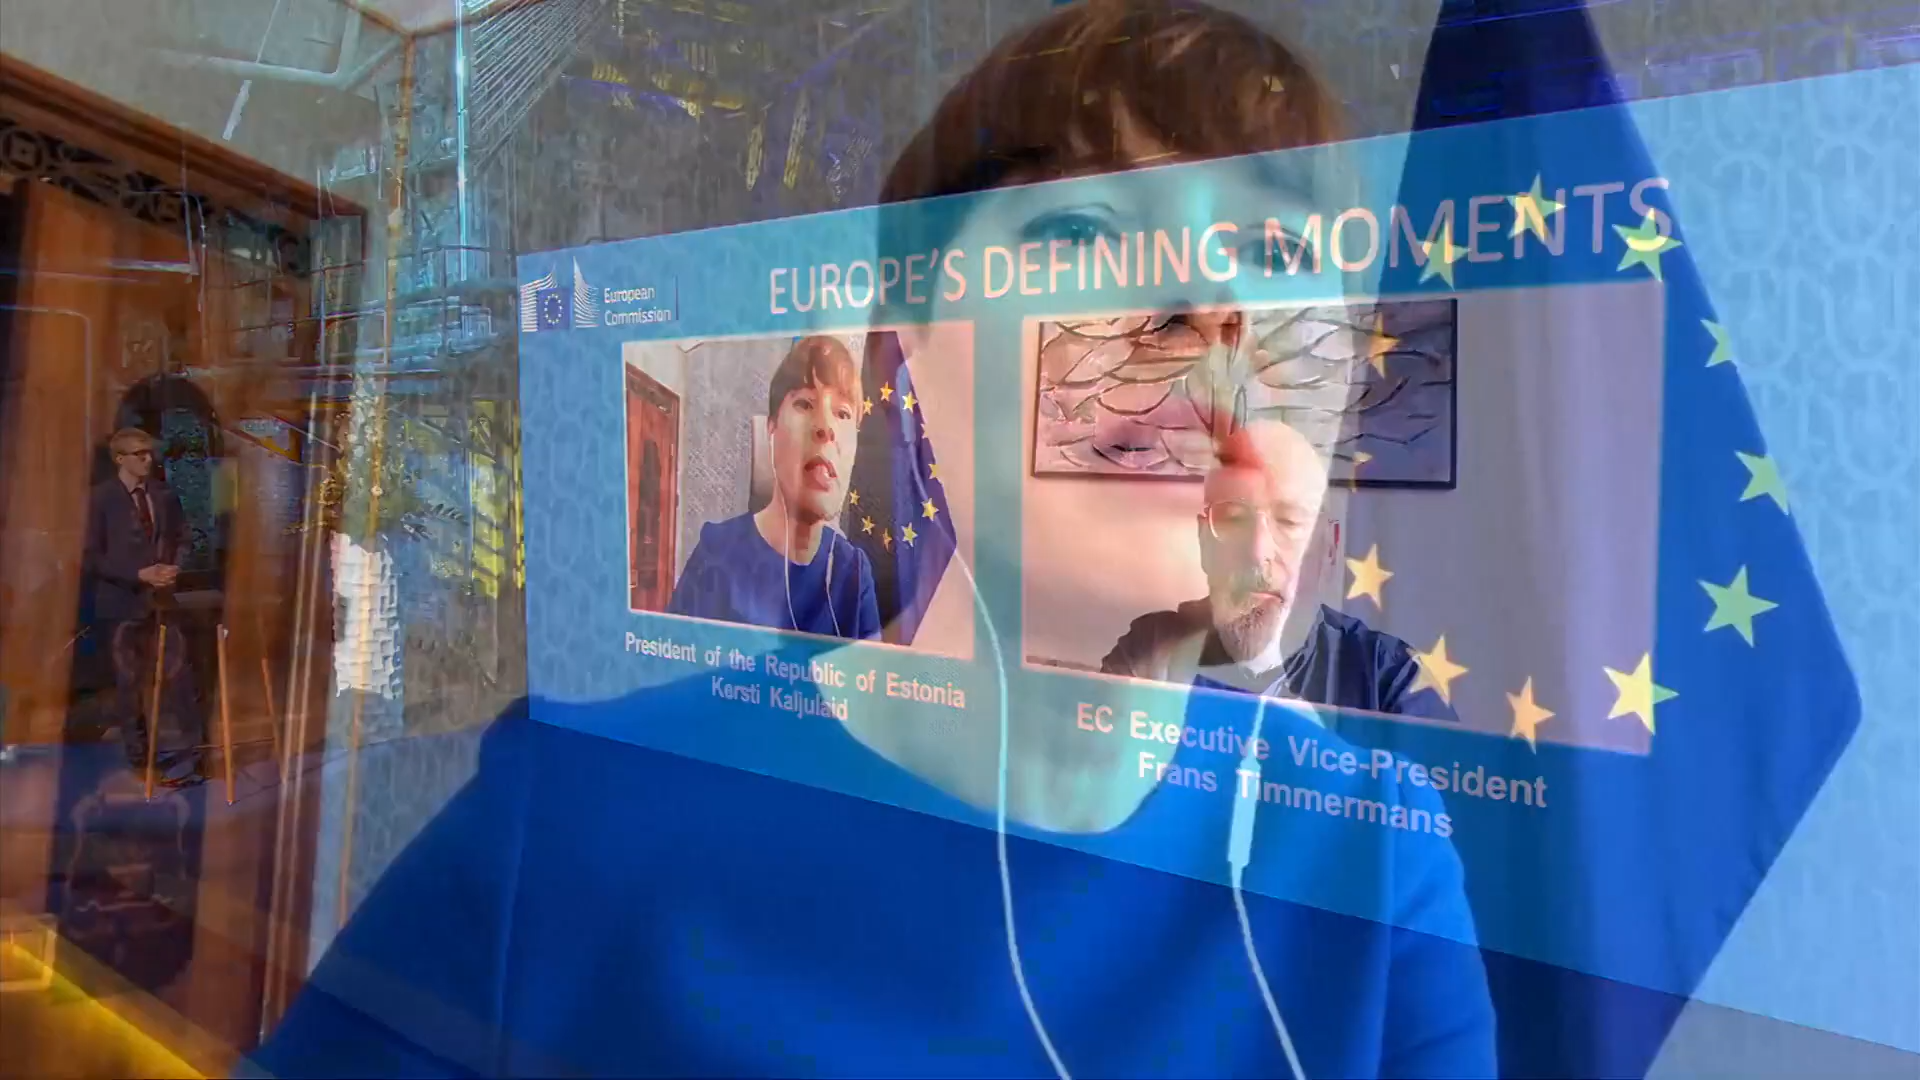 EUROPE'S DEFINING MOMENTS
European
Commission
President of the Republic of Estonia
Kersti Kaljulaid
EC Executive Vice-President
Frans Timmermans